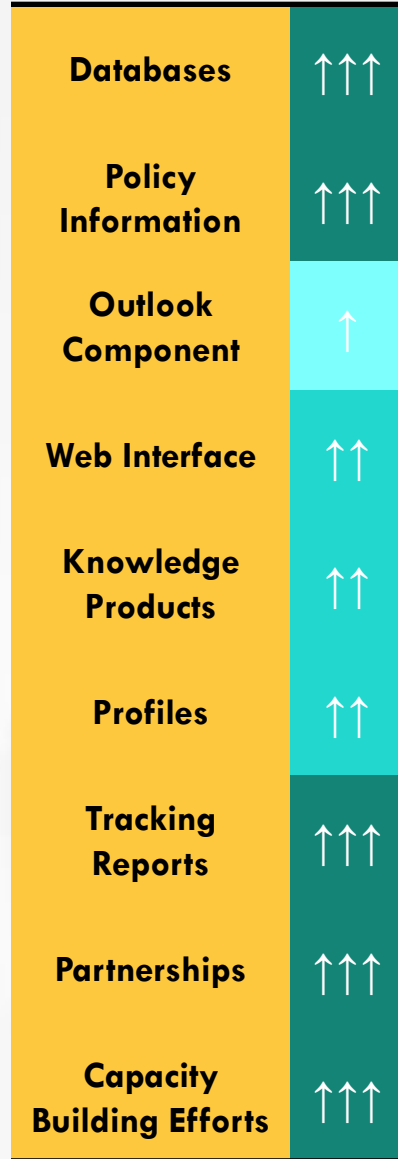 Databases ↑↑↑
Policy
Information ↑↑↑
Outlook
Component ↑
Web Interface ↑↑
Knowledge
Products ↑↑
Profiles ↑↑
Tracking
Reports ↑↑↑
Partnerships ↑↑↑
Capacity
Building Efforts ↑↑↑